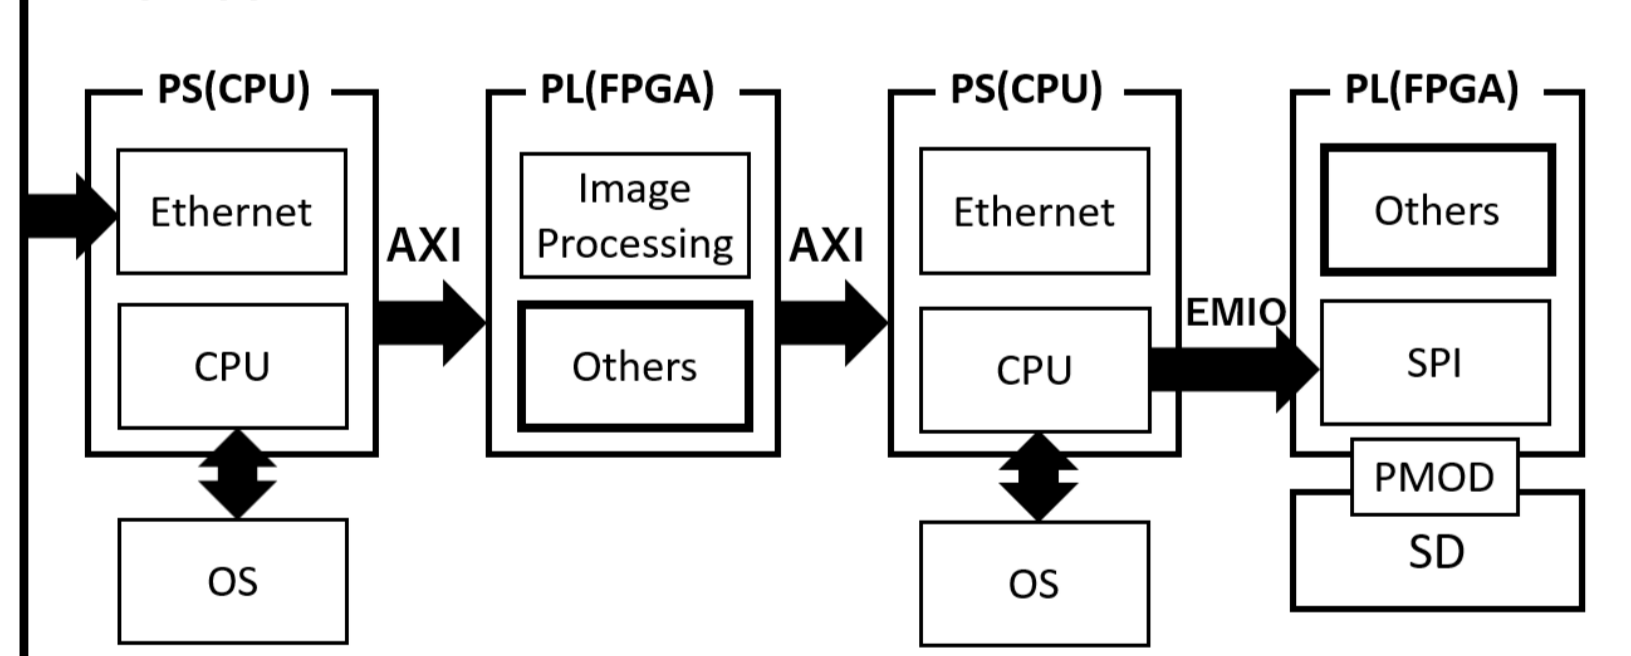 PS(CPU)
Ethernet
CPU
OS
AXI
PL(FPGA)
Image
Processing
Others
AXI
PS(CPU)
Ethernet
CPU
OS
EMIO
PL(FPGA)
Others
SPI
PMOD
SD